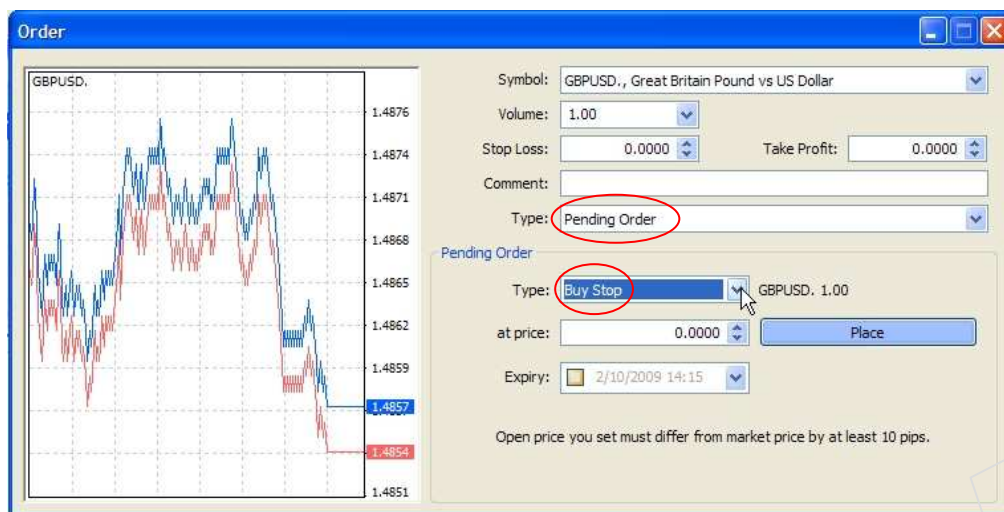 Order
GBPUSD.
1.4876
1.4874
1.4871
1.4868
1.4865
1.4862
1.4859
1.4857
1.4854
1.4851
Symbol: GBPUSD., Great Britain Pound vs US Dollar
Volume: 1.00
Stop Loss: 0.0000 Take Profit: 0.0000
Comment:
Type: Pending Order
Pending Order
Type: Buy Stop GBPUSD. 1.00
at price: 0.0000 Place
Expiry: 2/10/2009 14:15
Open price you set must differ from market price by at least 10 pips.